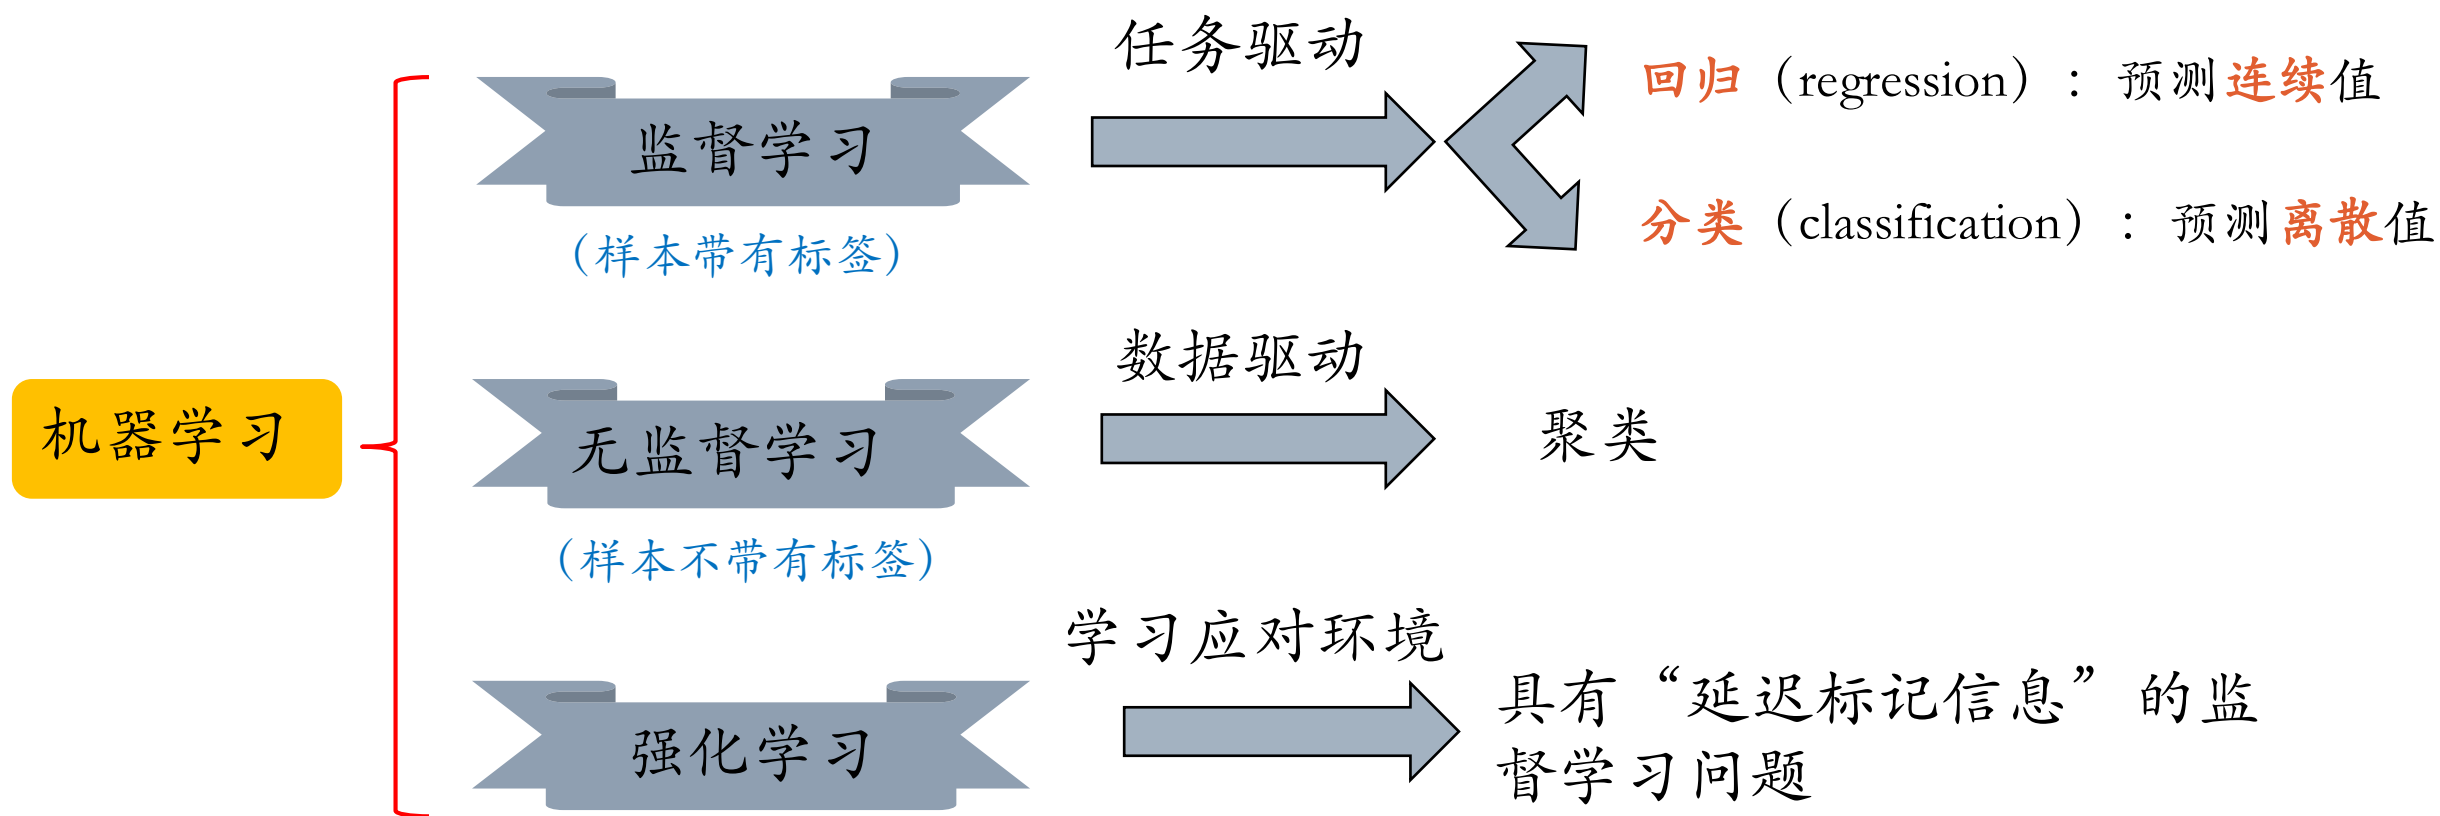 机器学习
监督学习
（样本带有标签）
任务驱动
回归（regression）：预测连续值
分类（classification）：预测离散值
无监督学习
（样本不带有标签）
数据驱动
聚类
强化学习
学习应对环境
具有“延迟标记信息”的监
督学习问题